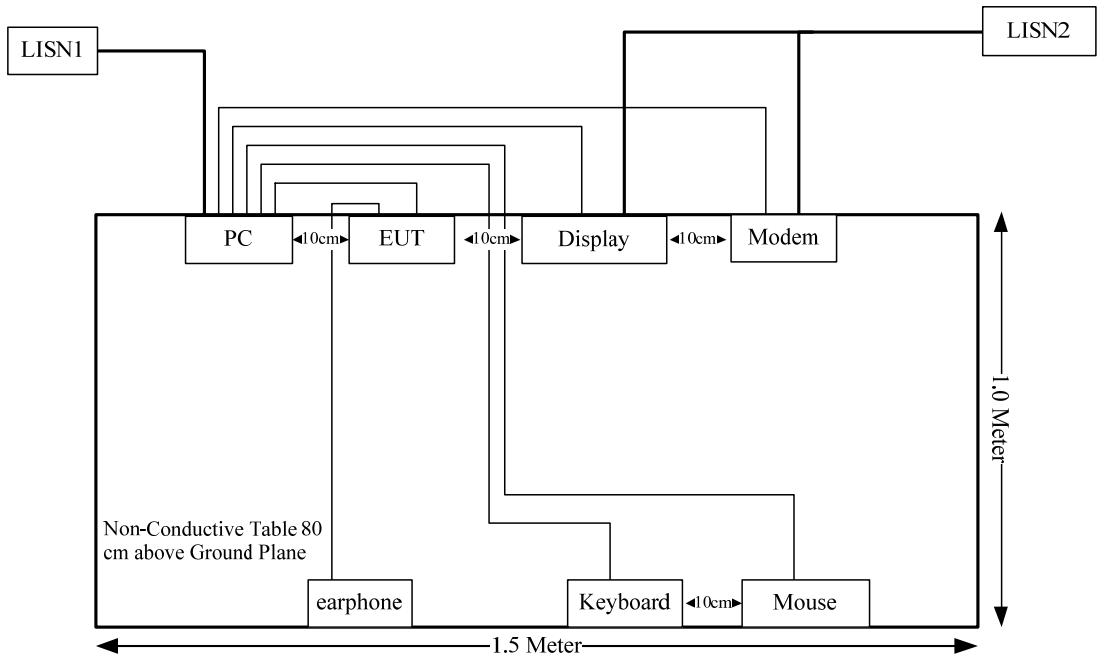 LISN1
LISN2
PC
10cm
EUT
10cm
Display
10cm
Modem
1.0 Meter
Non-Conductive Table 80
cm above Ground Plane
earphone
Keyboard
10cm
Mouse
1.5 Meter